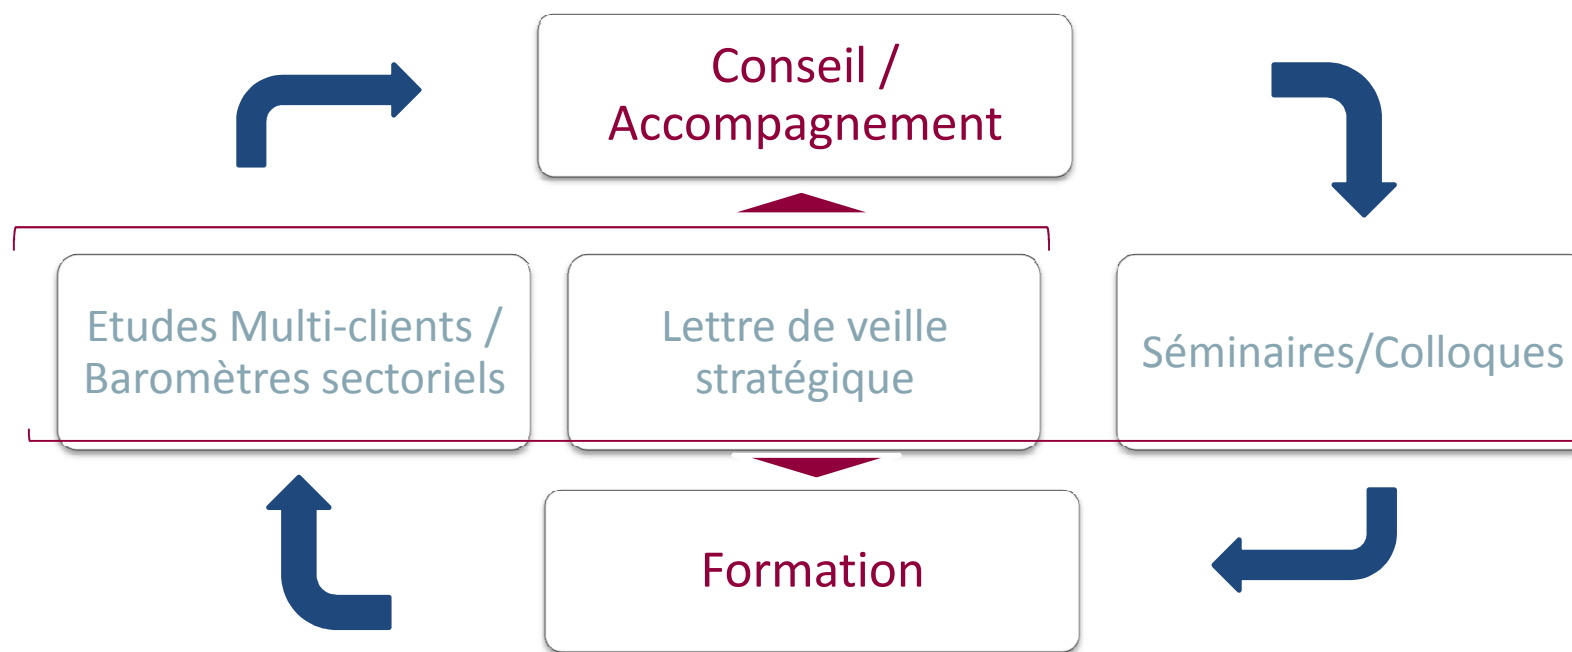 Conseil /
Accompagnement
Etudes Multi-clients /
Baromètres sectoriels
Lettre de veille
stratégique
Séminaires/Colloques
Formation